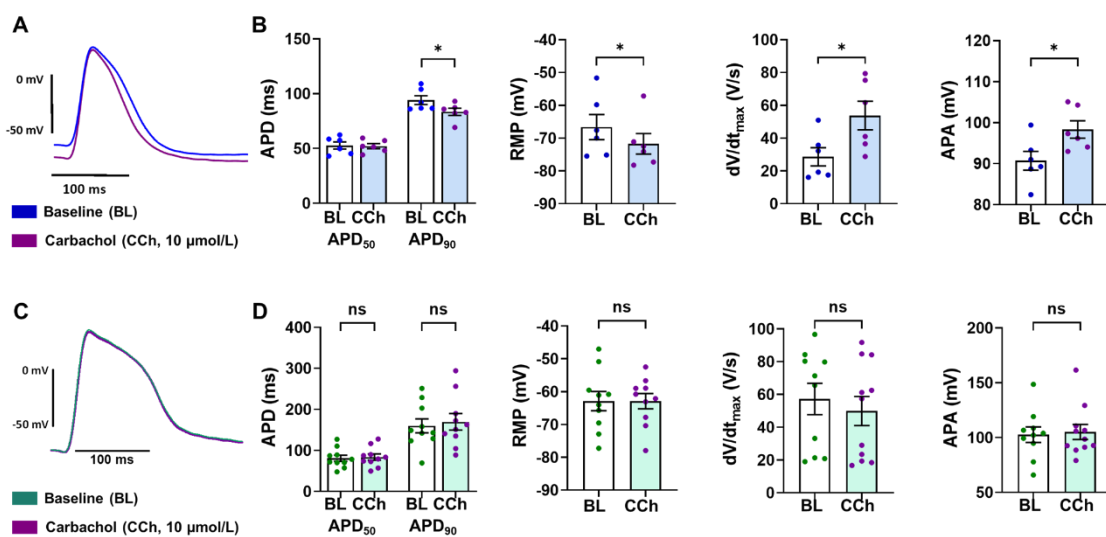 A
0 mV
-50 mV
100 ms
Baseline (BL)
Carbachol (CCh, 10 µmol/L)
B
APD (ms)
150
100
50
0
*
BL CCh BL CCh
APD50 APD90
RMP (mV)
-40
-50
-60
-70
-80
-90
*
BL CCh
dV/dtmax (V/s)
100
80
60
40
20
0
*
BL CCh
APA (mV)
120
110
100
90
80
*
BL CCh
C
0 mV
-50 mV
100 ms
Baseline (BL)
Carbachol (CCh, 10 µmol/L)
D
APD (ms)
400
300
200
100
0
ns ns
BL CCh BL CCh
APD50 APD90
RMP (mV)
-40
-50
-60
-70
-80
-90
ns
BL CCh
dV/dtmax (V/s)
100
80
60
40
20
0
ns
BL CCh
APA (mV)
200
150
100
50
ns
BL CCh